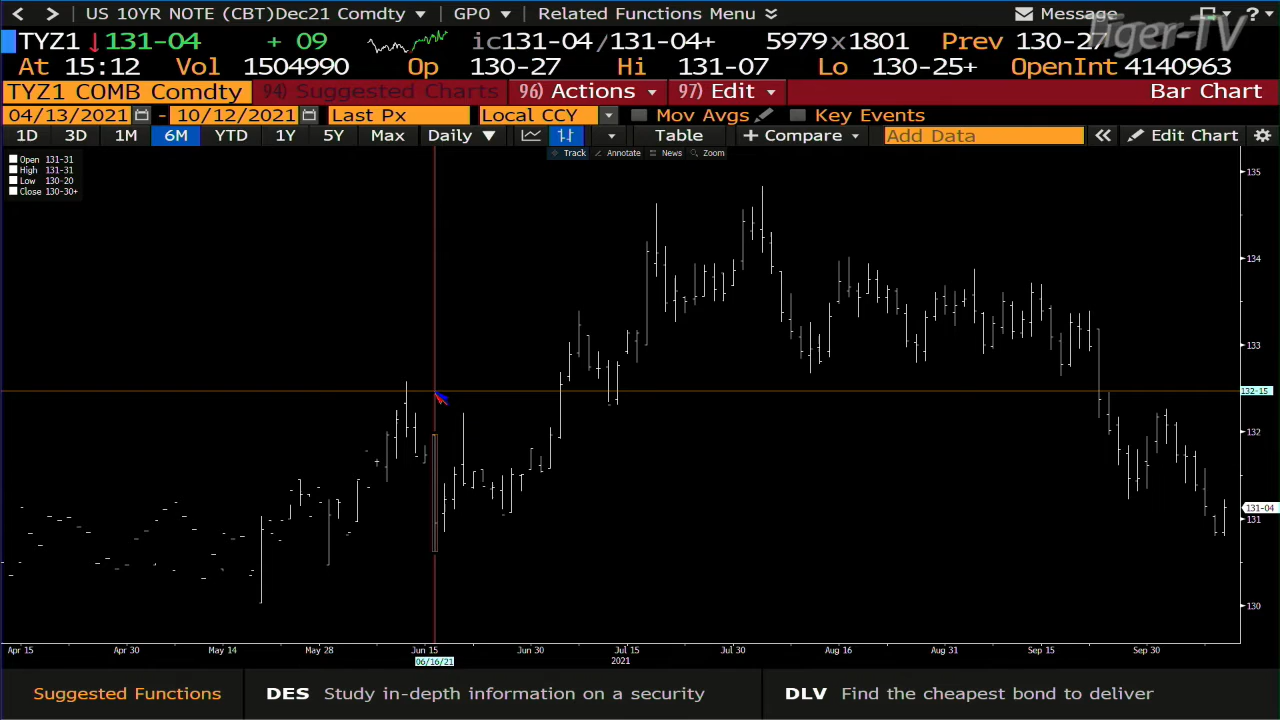 US 10YR NOTE (CBT)Dec21 Comdty GPO Related Functions Menu Message ?
TYZ1 131-04 + 09 ic131-04/131-04+ 5979x1801 Prev 130-27
Tiger-TV
At 15:12 Vol 1504990 Op 130-27 Hi 131-07 Lo 130-25+ OpenInt 4140963
TYZ1 COMB Comdty 94) Suggested Charts 96) Actions 97) Edit Bar Chart
04/13/2021 - 10/12/2021 Last Px Local CCY Mov Avgs Key Events
1D 3D 1M 6M YTD 1Y 5Y Max Daily Table + Compare Add Data Edit Chart
Track Annotate News Zoom
Open 131-31
High 131-31
Low 130-20
Close 130-30+
135
134
133
132-15
132
131-04
131
130
Apr 15 Apr 30 May 14 May 28 Jun 15 Jun 30 Jul 15 Jul 30 Aug 16 Aug 31 Sep 15 Sep 30
06/16/21 2021
Suggested Functions DES Study in-depth information on a security DLV Find the cheapest bond to deliver